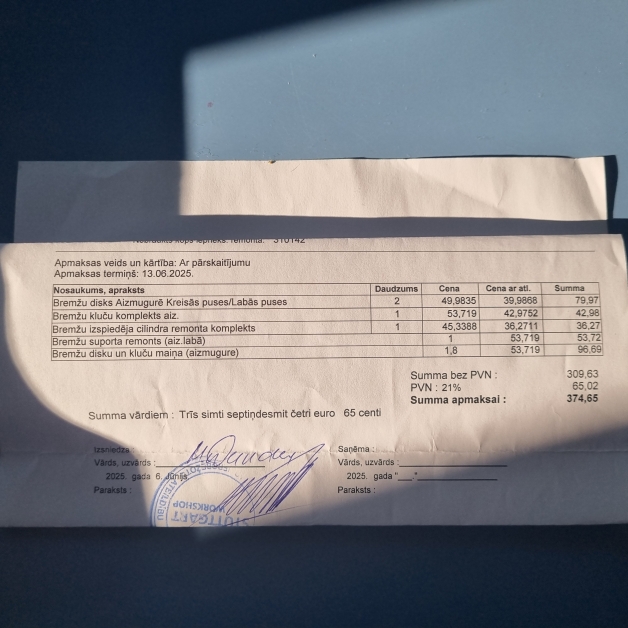 310142
Apmaksas veids un kārtība: Ar pārskaitījumu
Apmaksas termiņš: 13.06.2025.
Nosaukums, apraksts Daudzums Cena Cena ar atl. Summa
Bremžu disks Aizmugurē Kreisās puses/Labās puses 2 49,9835 39,9868 79,97
Bremžu kluču komplekts aiz. 1 53,719 42,9752 42,98
Bremžu izspiedēja cilindra remonta komplekts 1 45,3388 36,2711 36,27
Bremžu suporta remonts (aiz.labā) 1 53,719 53,72
Bremžu disku un kluču maiņa (aizmugure) 1,8 53,719 96,69
Summa bez PVN : 309,63
PVN : 21% 65,02
Summa apmaksai : 374,65
Summa vārdiem : Trīs simti septiņdesmit četri euro 65 centi
Izsniedza : Saņēma :
Vārds, uzvārds : Vārds, uzvārds :
2025. gada 6. Jūnijs 2025. gada "___"
Paraksts : Paraksts :
STUTTGART
WORKSHOP